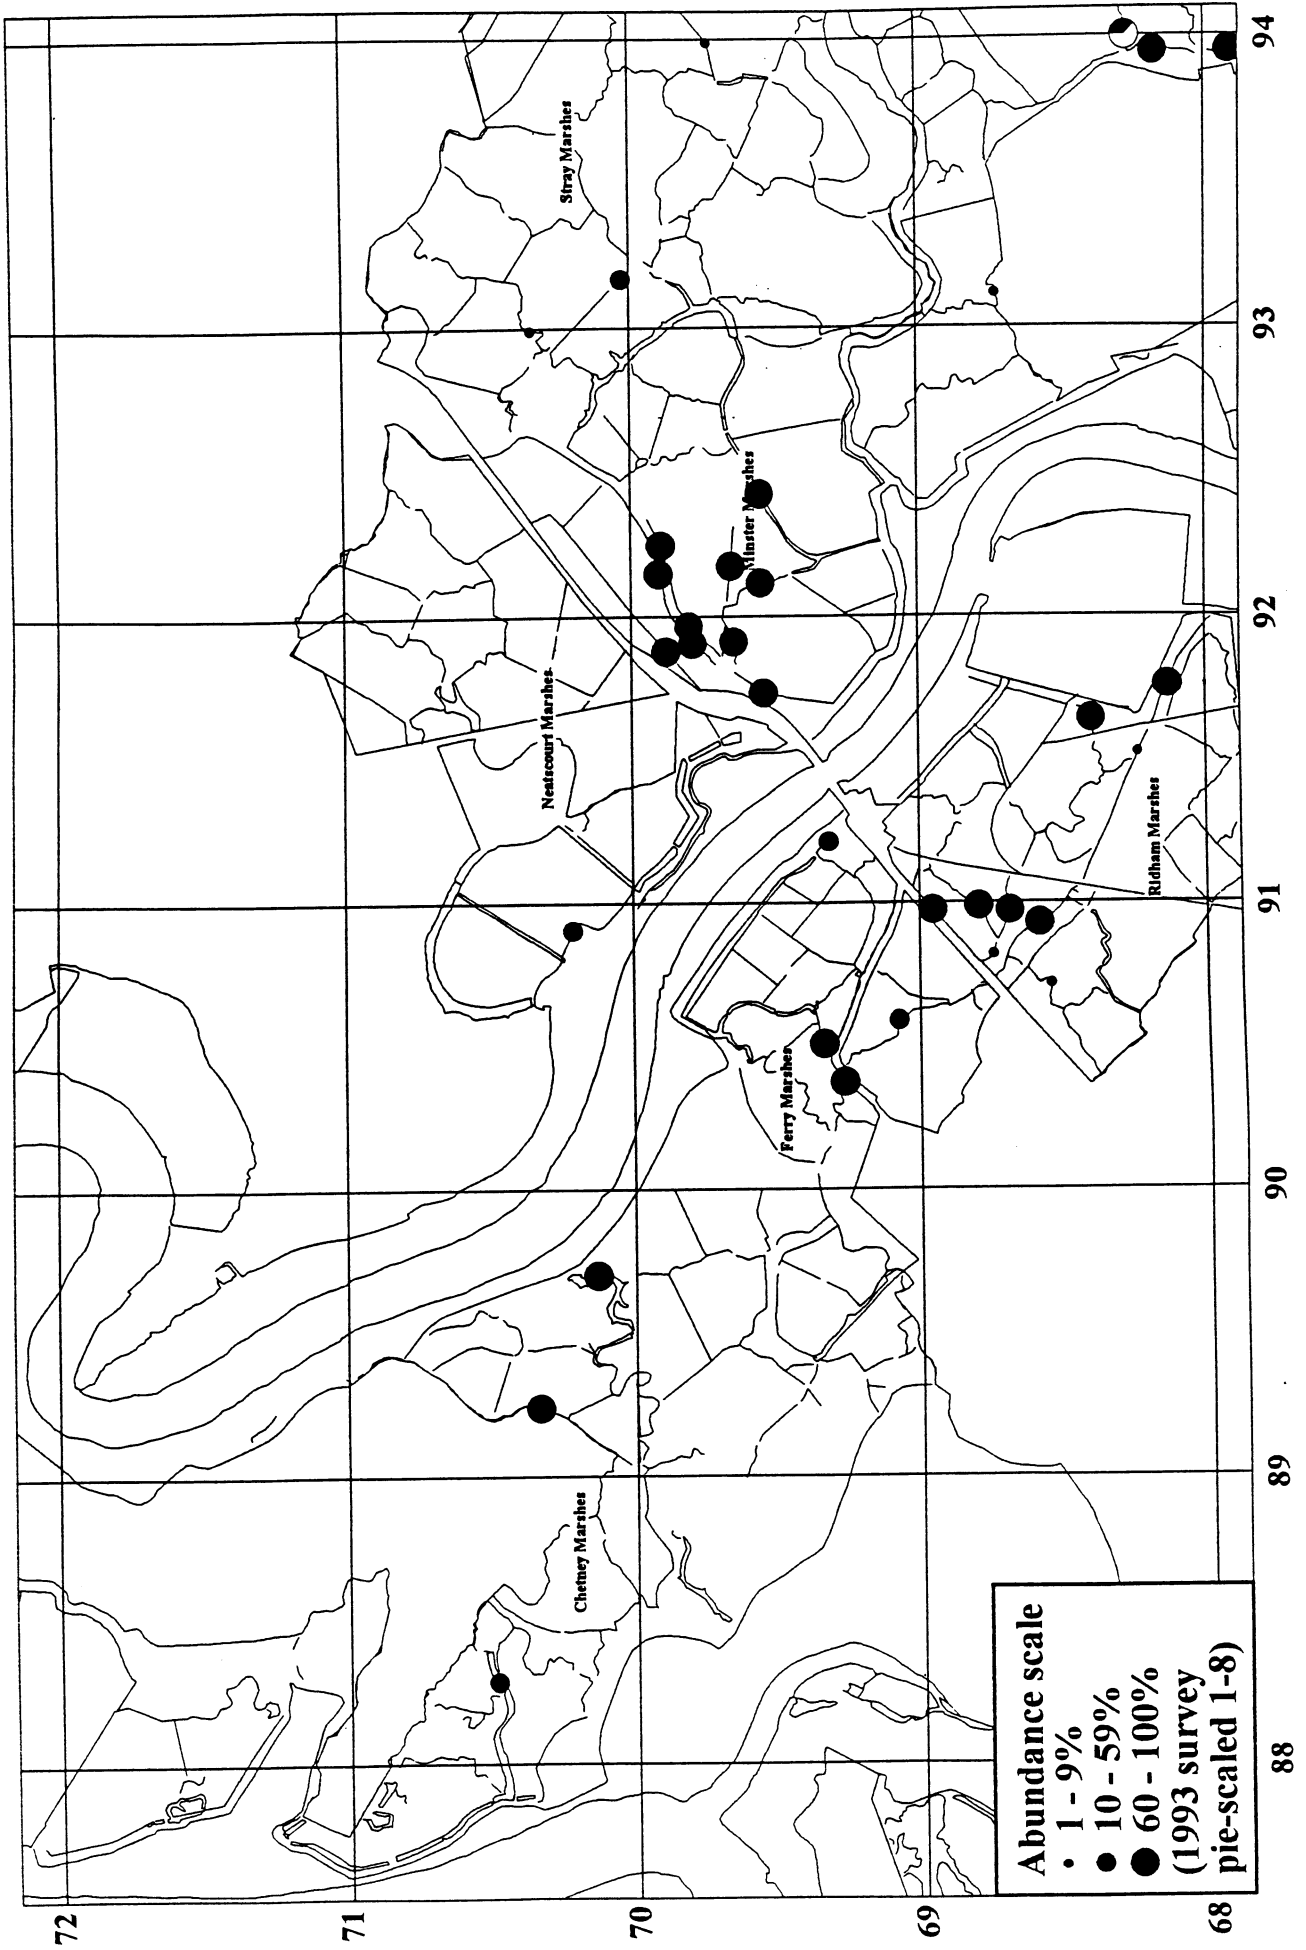 Stray Marshes
Minster Marshes
Neatscourt Marshes
Ridham Marshes
Ferry Marshes
Chetney Marshes
72
71
70
69
68
88
89
90
91
92
93
94
Abundance scale
1 - 9%
10 - 59%
60 - 100%
(1993 survey
pie-scaled 1-8)